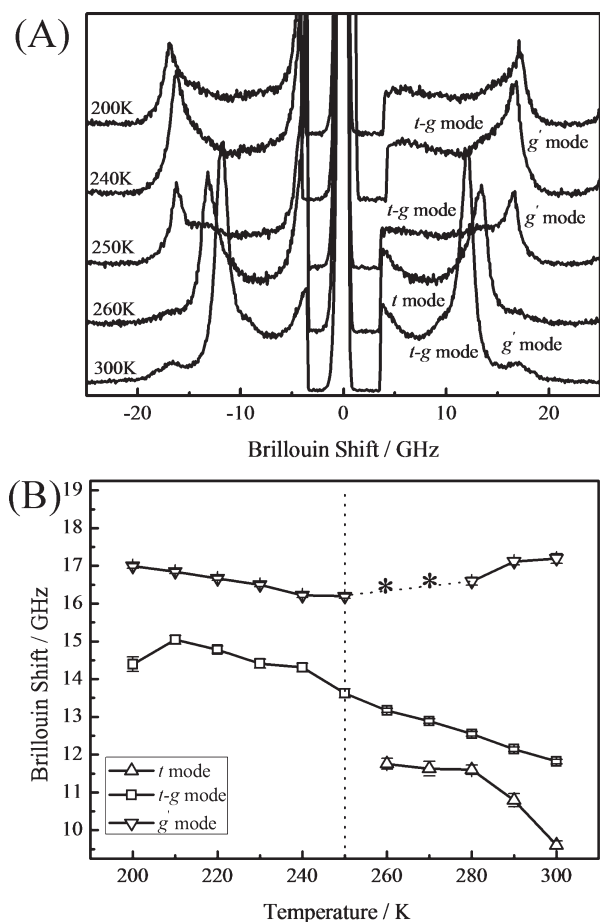 (A)
200K
t-g mode
g' mode
240K
t-g mode
g' mode
250K
260K
t mode
t-g mode
g' mode
300K
-20 -10 0 10 20
Brillouin Shift / GHz
(B)
19
18
17
* *
16
15
14
13
12
11
10
Brillouin Shift / GHz
t mode
t-g mode
g' mode
200 220 240 260 280 300
Temperature / K